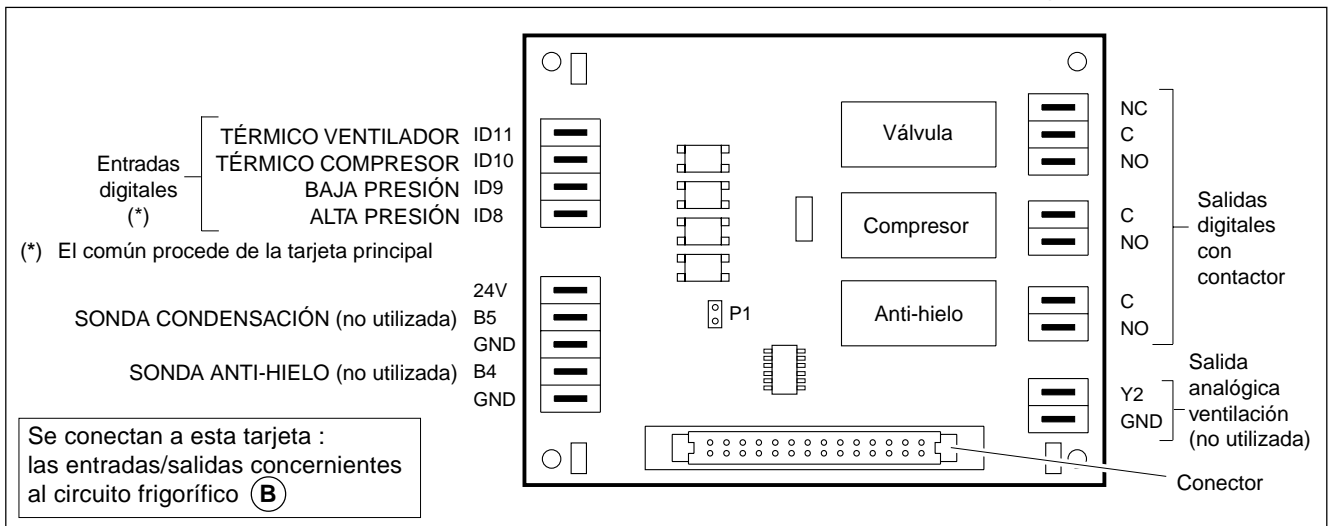 Entradas
digitales
(*)
TÉRMICO VENTILADOR ID11
TÉRMICO COMPRESOR ID10
BAJA PRESIÓN ID9
ALTA PRESIÓN ID8
(*) El común procede de la tarjeta principal
24V
SONDA CONDENSACIÓN (no utilizada) B5
GND
SONDA ANTI-HIELO (no utilizada) B4
GND
Se conectan a esta tarjeta :
las entradas/salidas concernientes
al circuito frigorífico B
P1
Válvula
Compresor
Anti-hielo
NC
C
NO
C
NO
C
NO
Salidas
digitales
con
contactor
Y2
GND
Salida
analógica
ventilación
(no utilizada)
Conector